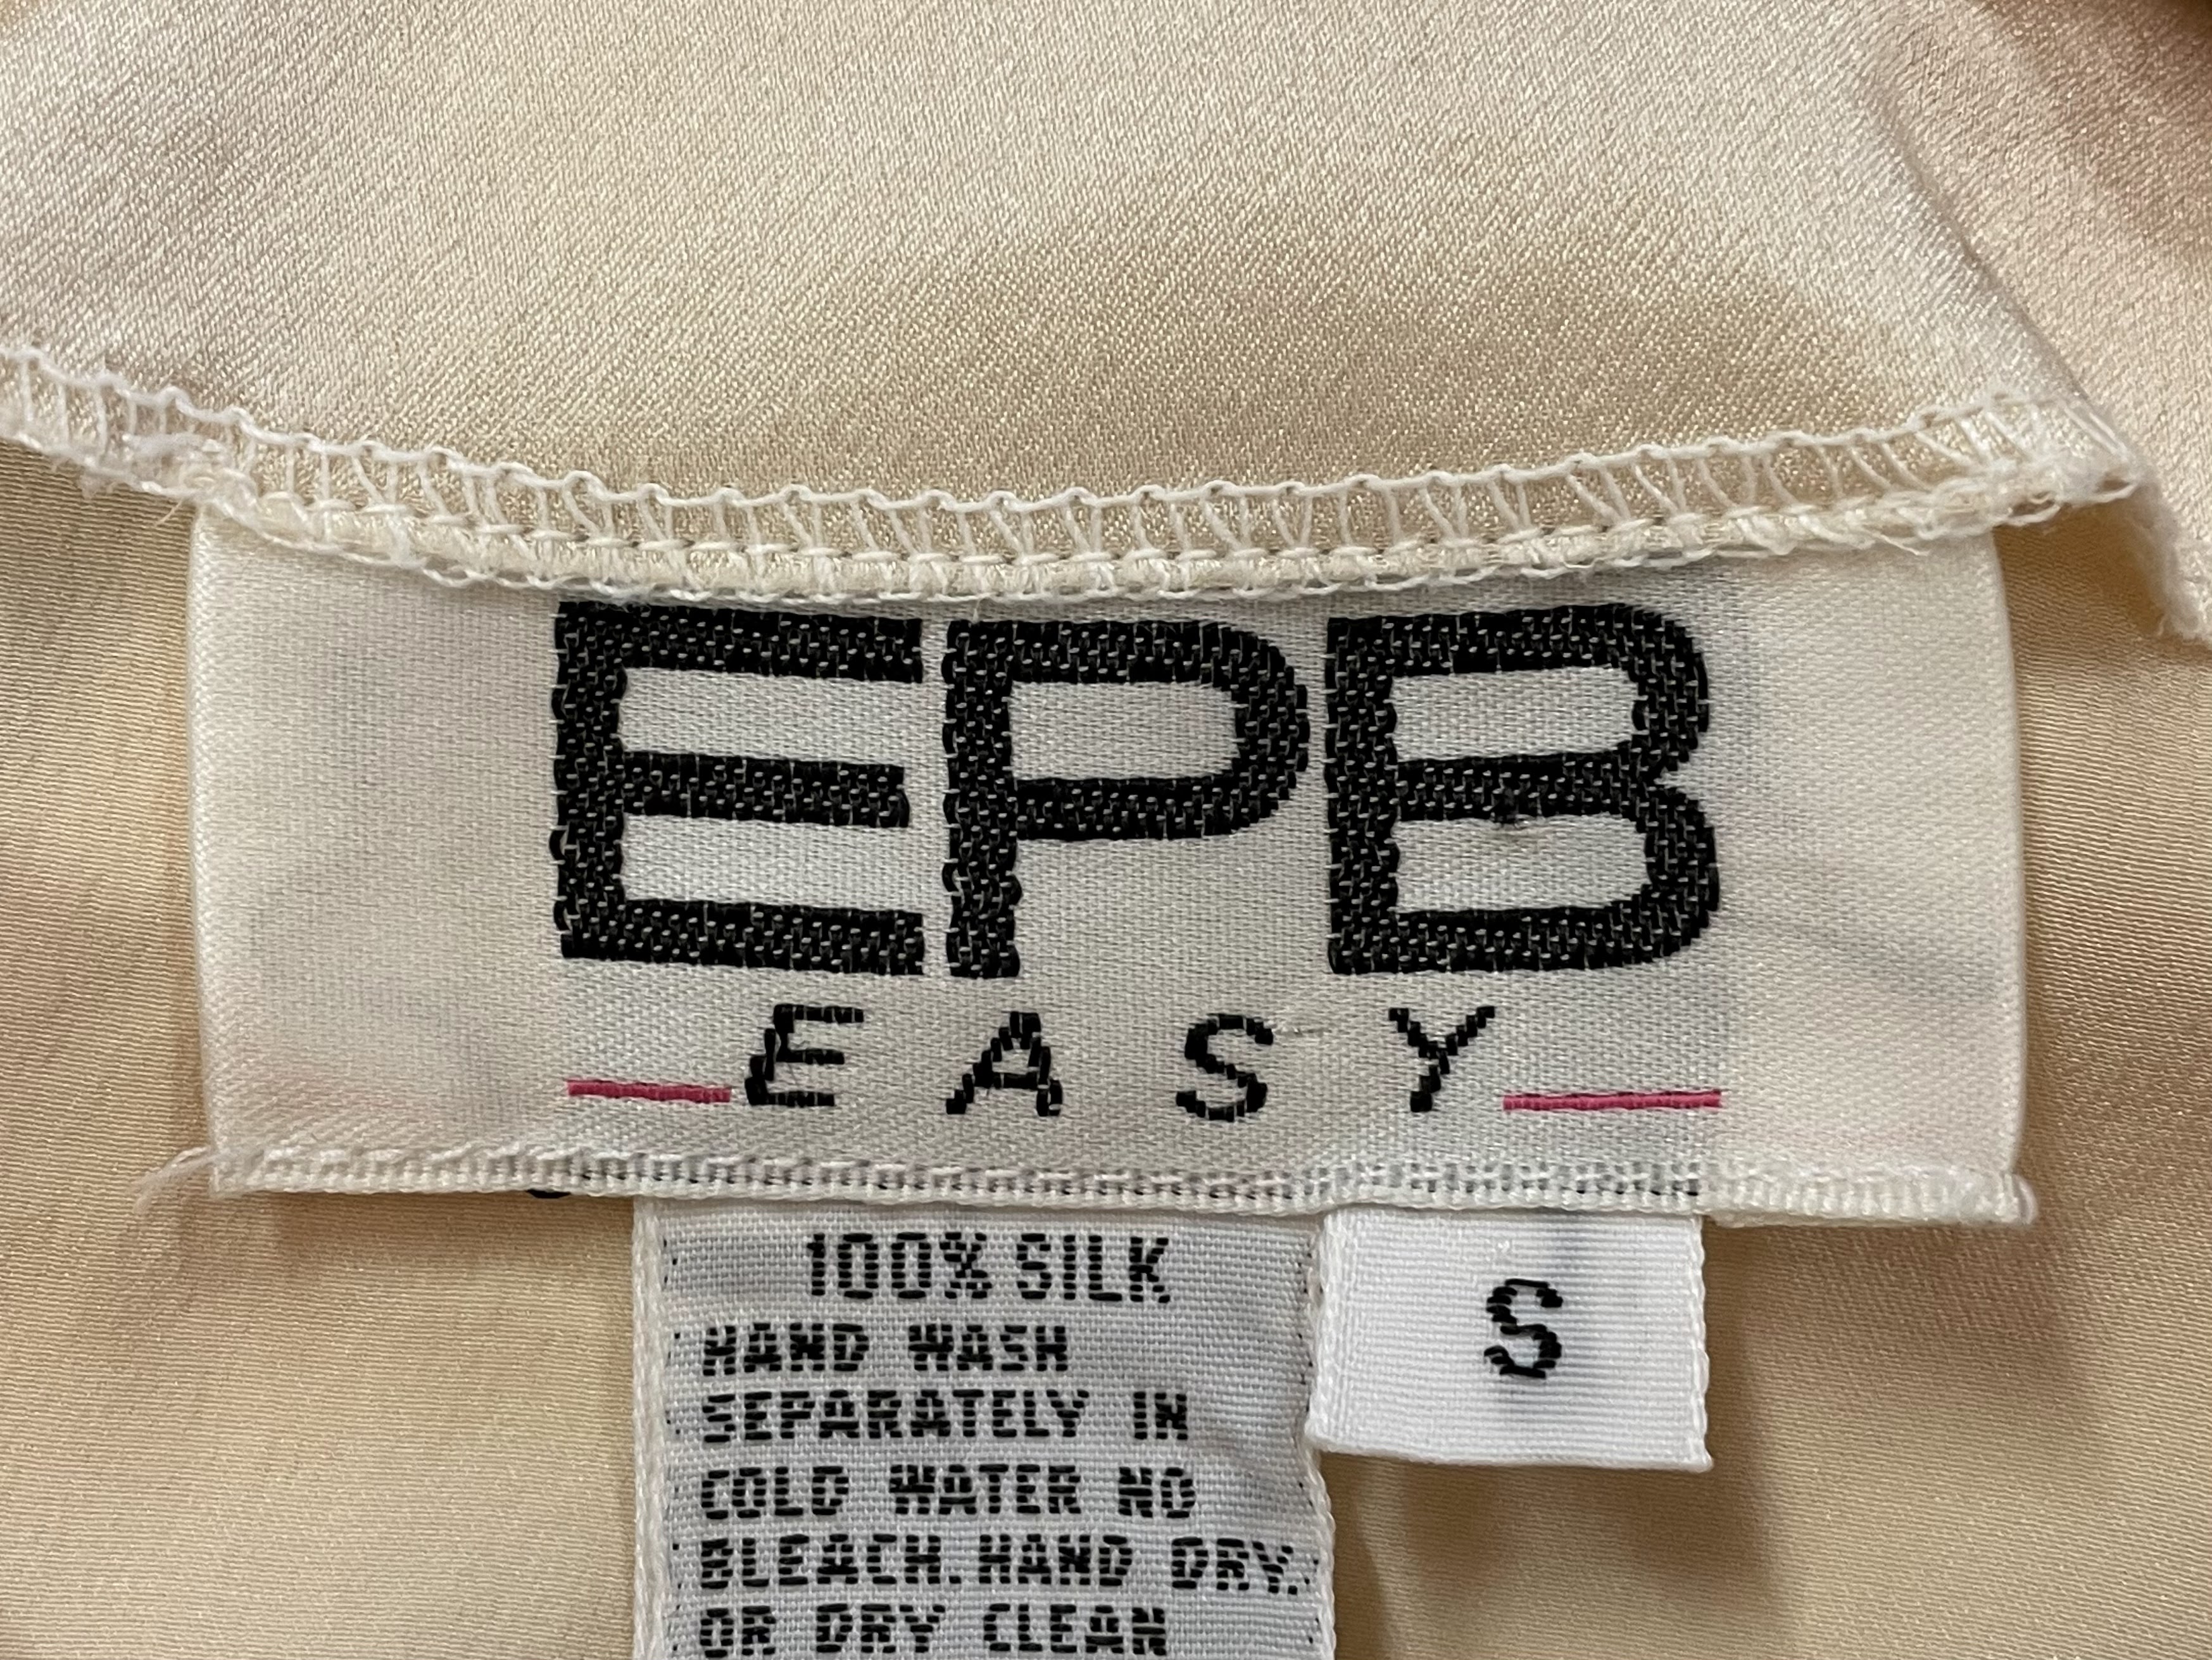 EPB
EASY
100% SILK
HAND WASH
SEPARATELY IN
COLD WATER NO
BLEACH. HAND DRY.
OR DRY CLEAN
S